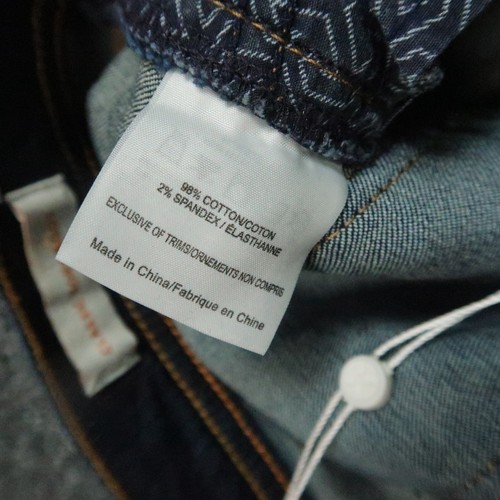 98% COTTON/COTON
2% SPANDEX / ÉLASTHANNE
EXCLUSIVE OF TRIMS/ORNEMENTS NON COMPRIS
Made in China/Fabrique en Chine